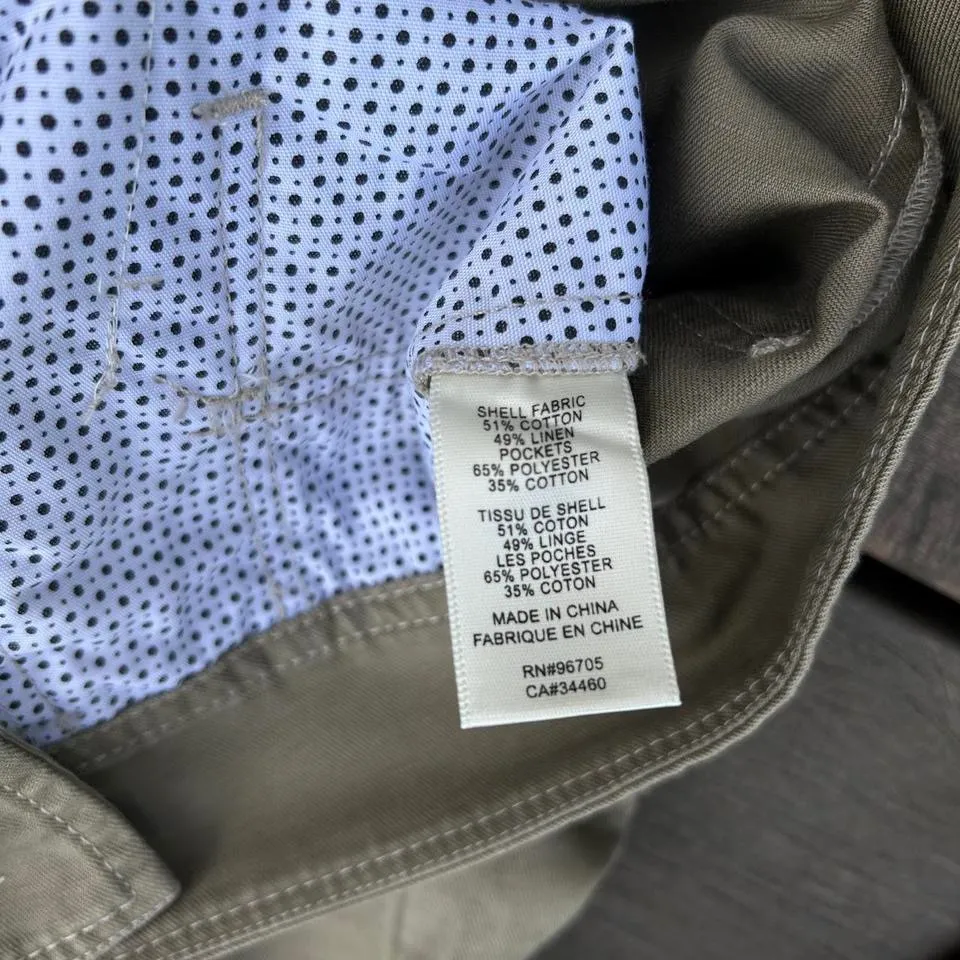 SHELL FABRIC
51% COTTON
49% LINEN
POCKETS
65% POLYESTER
35% COTTON
TISSU DE SHELL
51% COTON
49% LINGE
LES POCHES
65% POLYESTER
35% COTON
MADE IN CHINA
FABRIQUE EN CHINE
RN#96705
CA#34460